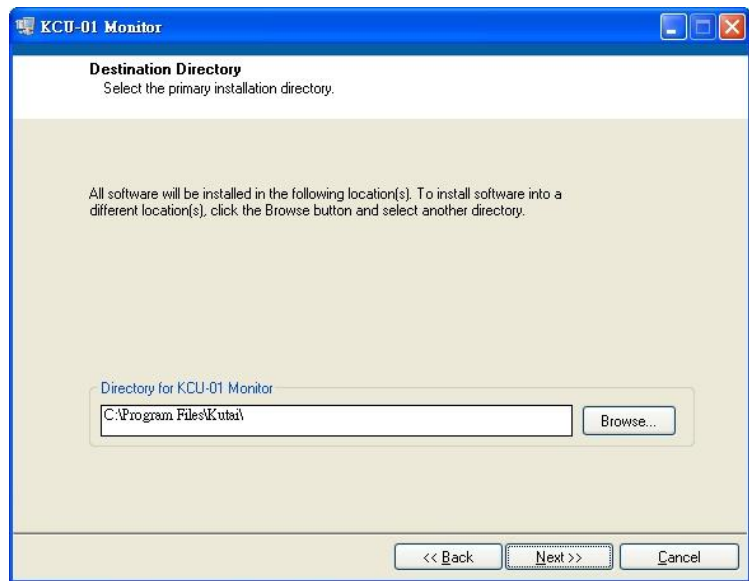 KCU-01 Monitor
Destination Directory
Select the primary installation directory.
All software will be installed in the following location(s). To install software into a
different location(s), click the Browse button and select another directory.
Directory for KCU-01 Monitor
C:\Program Files\Kutai\
Browse...
<< Back
Next >>
Cancel